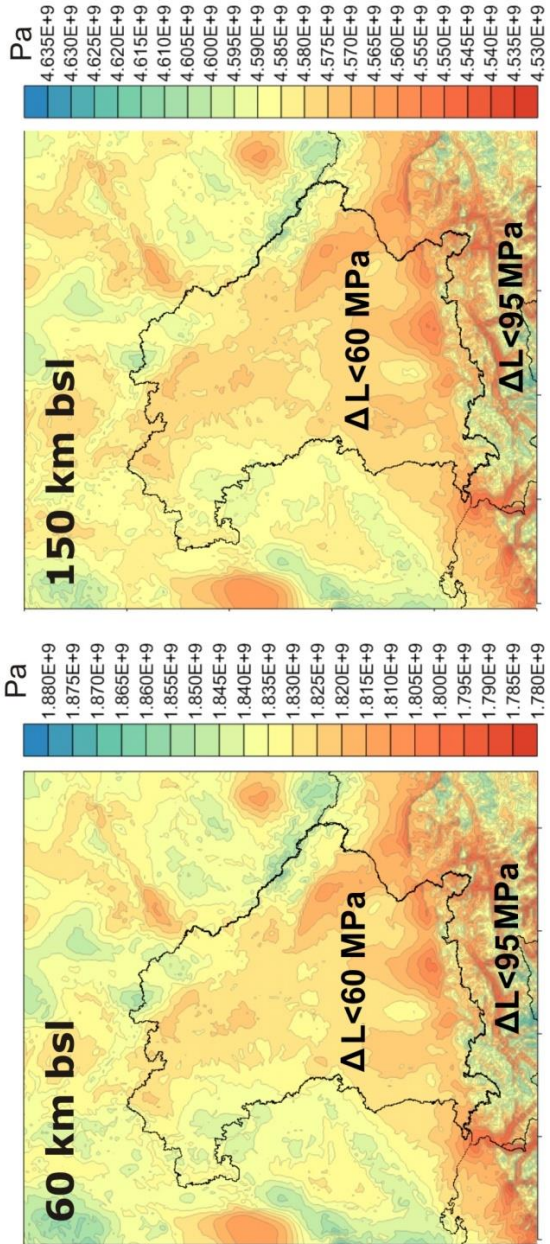 60 km bsl
ΔL<60 MPa
ΔL<95 MPa
Pa
1.880E+9
1.875E+9
1.870E+9
1.865E+9
1.860E+9
1.855E+9
1.850E+9
1.845E+9
1.840E+9
1.835E+9
1.830E+9
1.825E+9
1.820E+9
1.815E+9
1.810E+9
1.805E+9
1.800E+9
1.795E+9
1.790E+9
1.785E+9
1.780E+9
150 km bsl
ΔL<60 MPa
ΔL<95 MPa
Pa
4.635E+9
4.630E+9
4.625E+9
4.620E+9
4.615E+9
4.610E+9
4.605E+9
4.600E+9
4.595E+9
4.590E+9
4.585E+9
4.580E+9
4.575E+9
4.570E+9
4.565E+9
4.560E+9
4.555E+9
4.550E+9
4.545E+9
4.540E+9
4.535E+9
4.530E+9